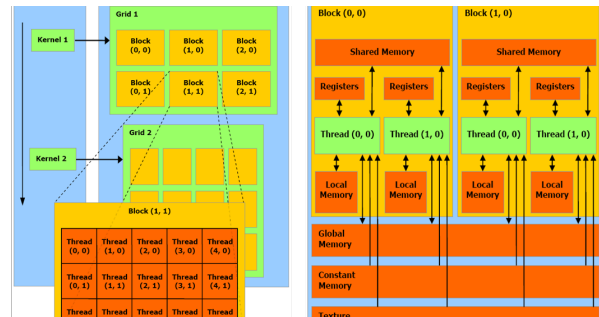 Grid 1
Kernel 1
Block
(0, 0)
Block
(1, 0)
Block
(2, 0)
Block
(0, 1)
Block
(1, 1)
Block
(2, 1)
Grid 2
Kernel 2
Block (1, 1)
Thread
(0, 0)
Thread
(1, 0)
Thread
(2, 0)
Thread
(3, 0)
Thread
(4, 0)
Thread
(0, 1)
Thread
(1, 1)
Thread
(2, 1)
Thread
(3, 1)
Thread
(4, 1)
Thread
Thread
Thread
Thread
Thread
Block (0, 0)
Shared Memory
Registers
Registers
Thread (0, 0)
Thread (1, 0)
Local
Memory
Local
Memory
Block (1, 0)
Shared Memory
Registers
Registers
Thread (0, 0)
Thread (1, 0)
Local
Memory
Local
Memory
Global
Memory
Constant
Memory
Texture